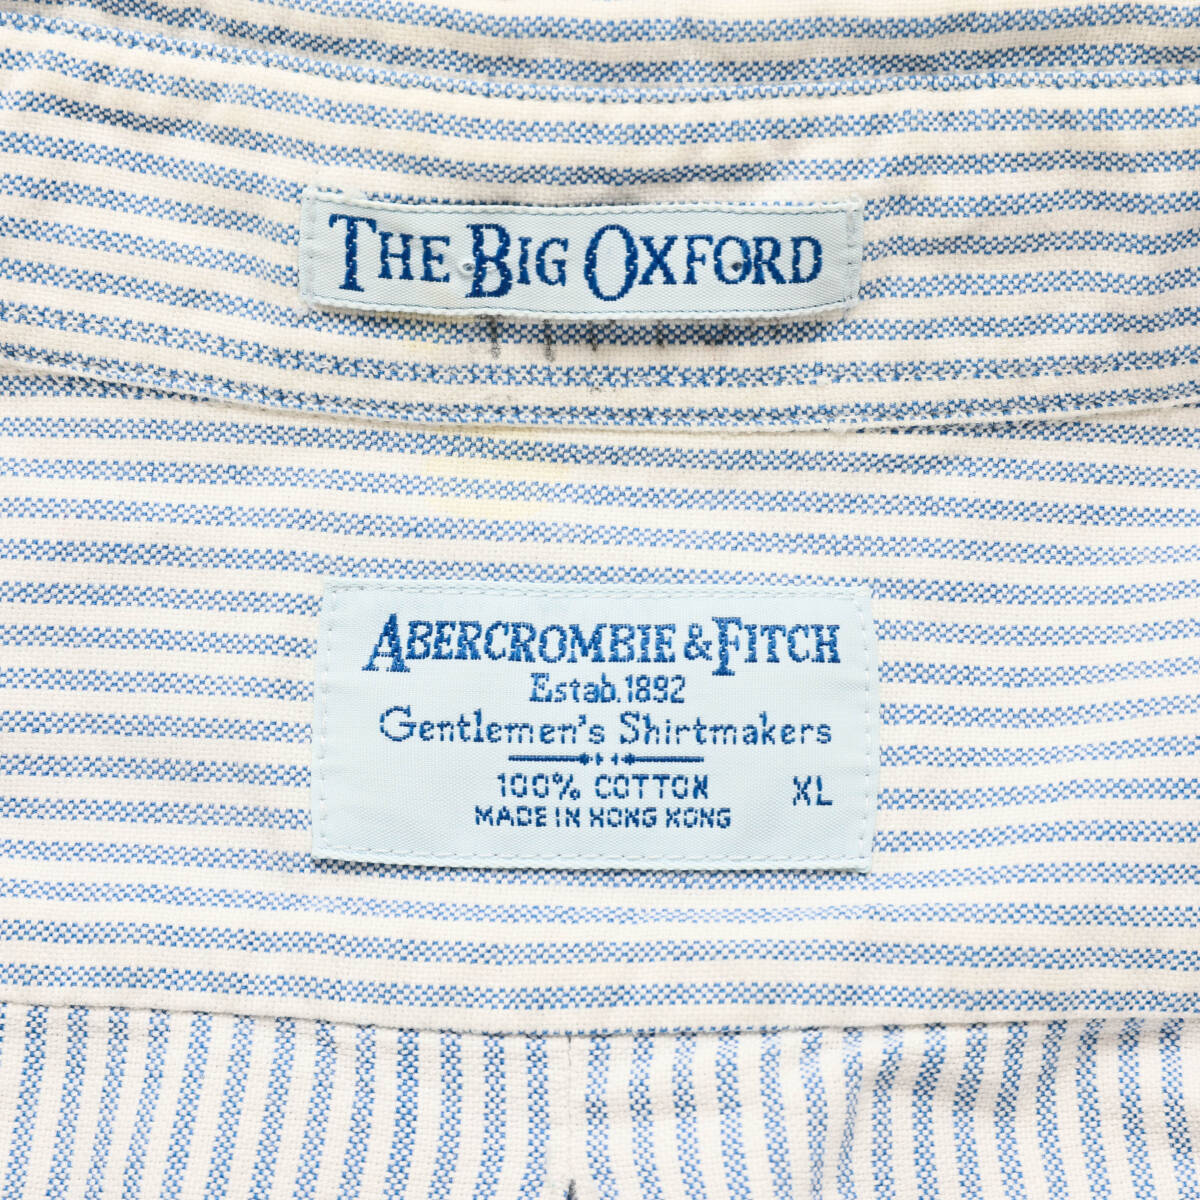 THE BIG OXFORD
ABERCROMBIE & FITCH
Estab. 1892
Gentlemen's Shirtmakers
100% COTTON XL
MADE IN HONG KONG